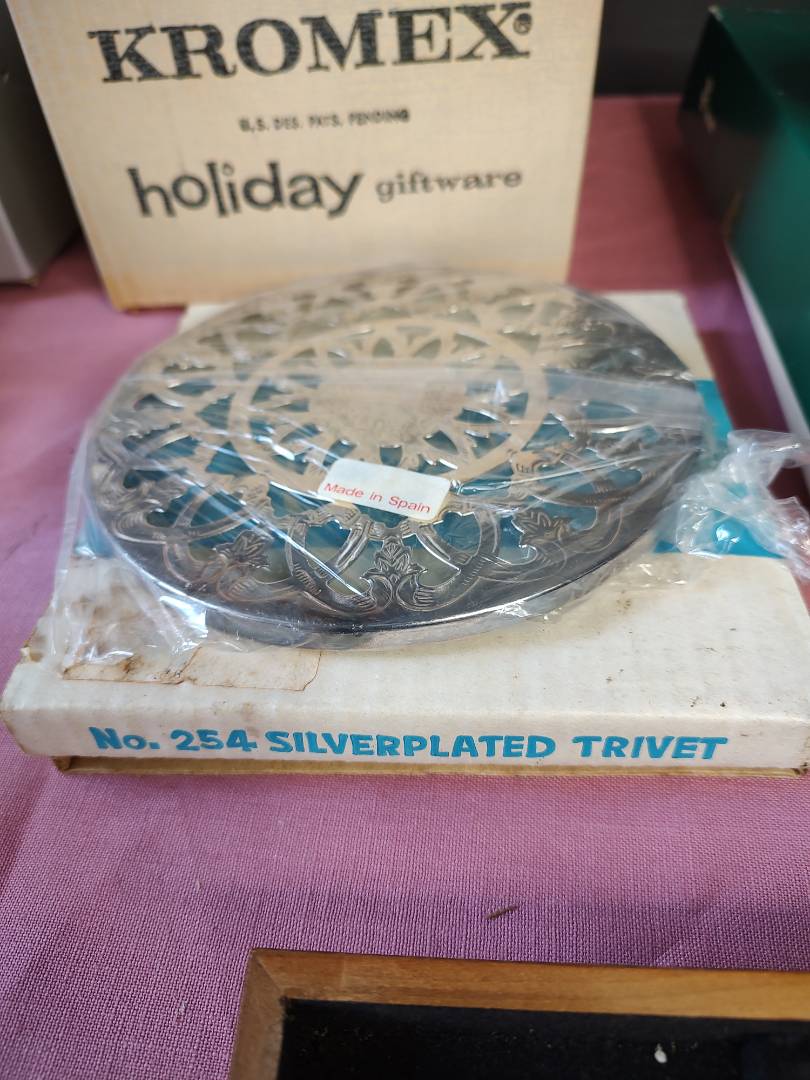 KROMEX®
U.S. DES. PATS. PENDING
holiday giftware
Made in Spain
No. 254 SILVERPLATED TRIVET